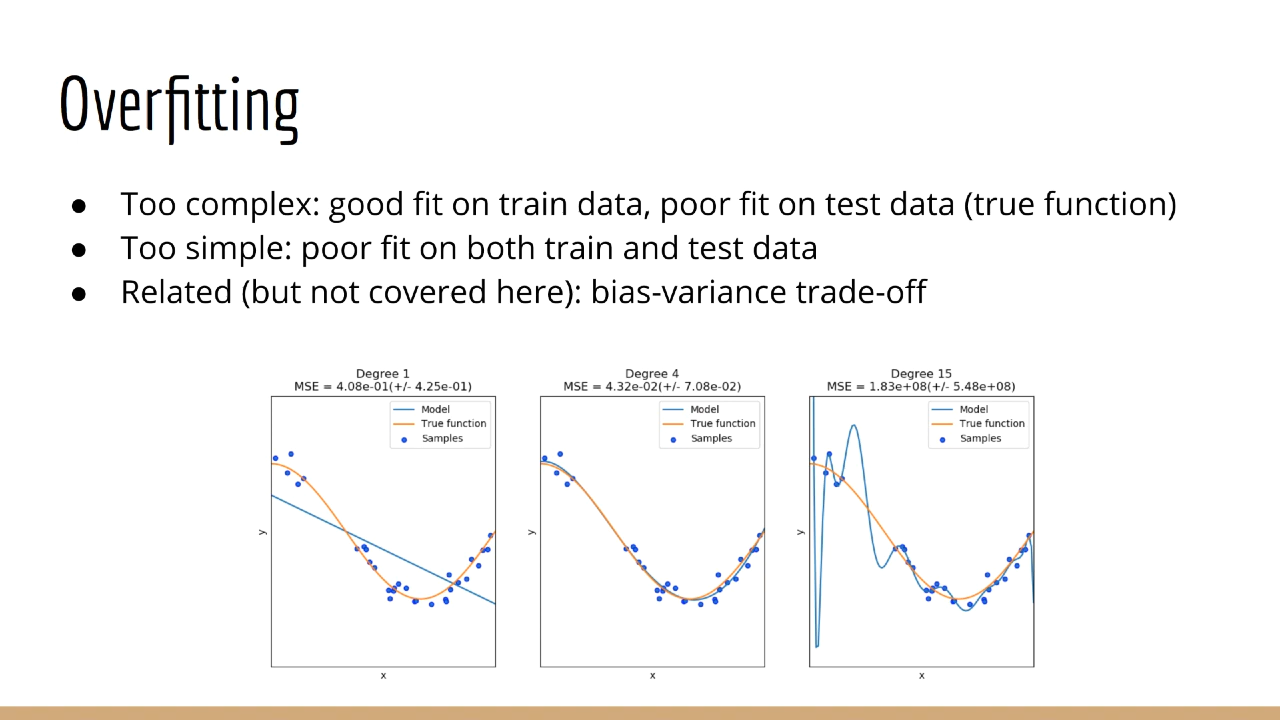 Overfitting
● Too complex: good fit on train data, poor fit on test data (true function)
● Too simple: poor fit on both train and test data
● Related (but not covered here): bias-variance trade-off
Degree 1
MSE = 4.08e-01(+/- 4.25e-01)
Model
True function
Samples
y
x
Degree 4
MSE = 4.32e-02(+/- 7.08e-02)
Model
True function
Samples
y
x
Degree 15
MSE = 1.83e+08(+/- 5.48e+08)
Model
True function
Samples
y
x